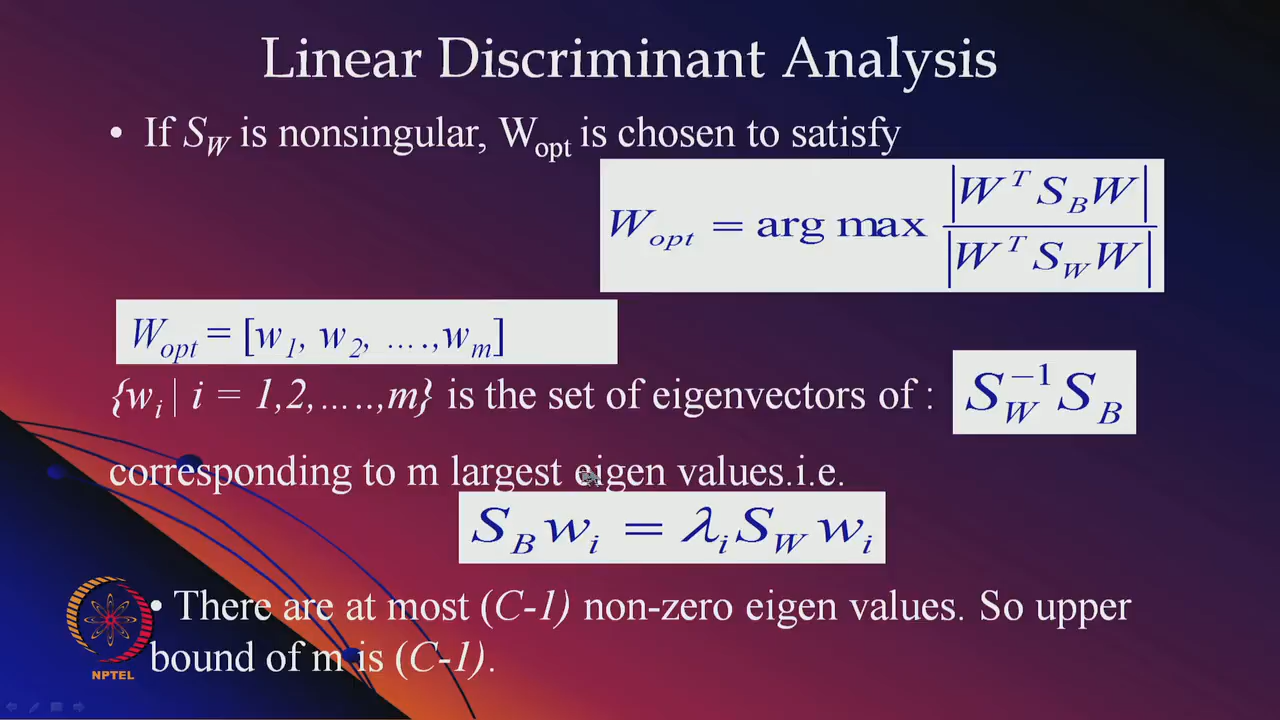 Linear Discriminant Analysis
• If S_W is nonsingular, W_opt is chosen to satisfy
W_opt = arg max |W^T S_B W| / |W^T S_W W|
W_opt = [w_1, w_2, ….,w_m]
{w_i | i = 1,2,…..,m} is the set of eigenvectors of : S_W^{-1} S_B
corresponding to m largest eigen values.i.e.
S_B w_i = λ_i S_W w_i
• There are at most (C-1) non-zero eigen values. So upper
bound of m is (C-1).
NPTEL